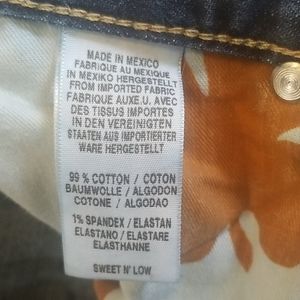 MADE IN MEXICO
FABRIQUE AU MEXIQUE
IN MEXIKO HERGESTELLT
FROM IMPORTED FABRIC
FABRIQUE AUX E.U. AVEC
DES TISSUS IMPORTES
IN DEN VEREINIGTEN
STAATEN AUS IMPORTIERTER
WARE HERGESTELLT
99 % COTTON / COTON
BAUMWOLLE / ALGODON
COTONE / ALGODAO
1% SPANDEX / ELASTAN
ELASTANO / ELASTARE
ELASTHANNE
SWEET N' LOW